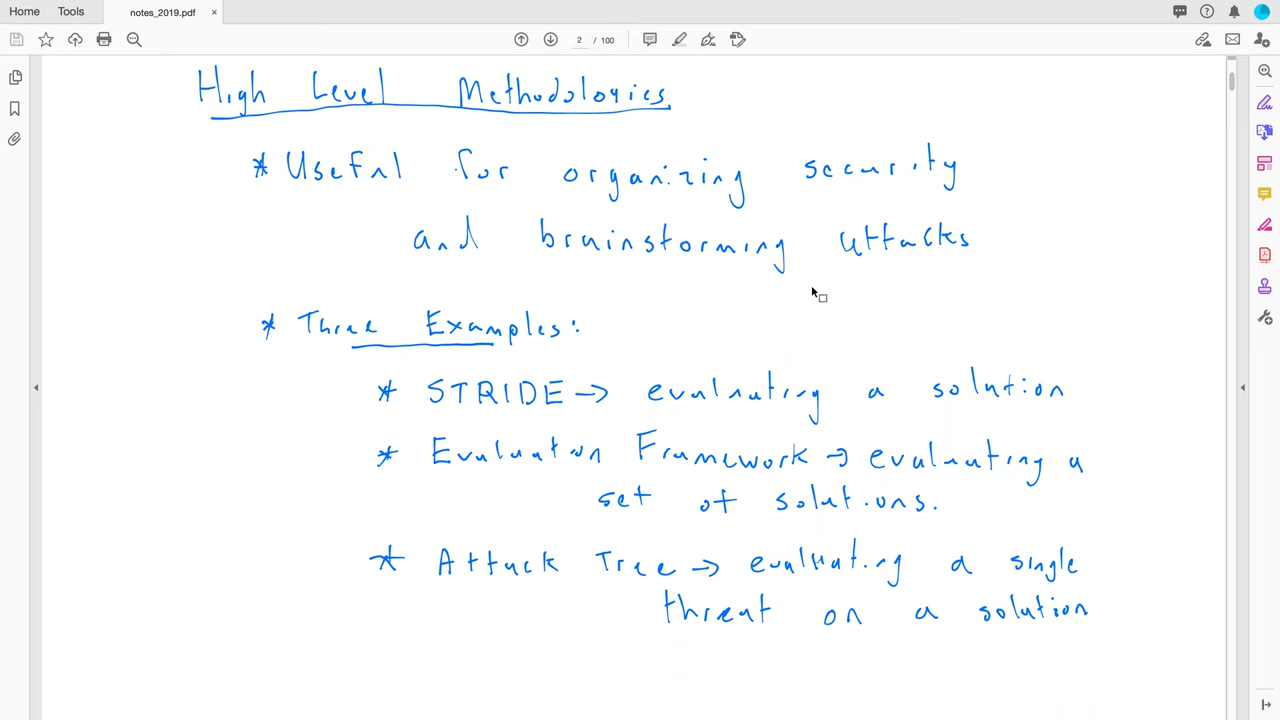 Home Tools notes_2019.pdf ×
2 / 100
High Level Methodologies
* Useful for organizing security
and brainstorming attacks
* Three Examples:
* STRIDE → evaluating a solution
* Evaluation Framework → evaluating a
set of solutions.
* Attack Tree → evaluating a single
threat on a solution